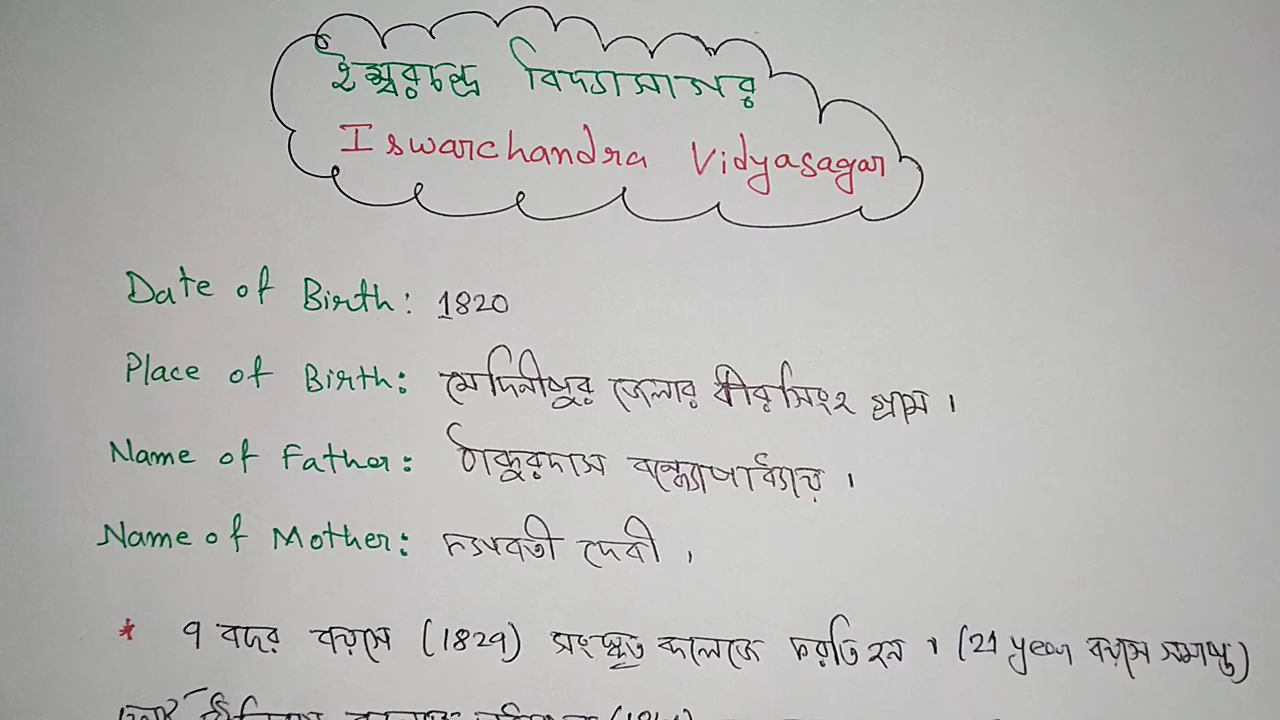 ঈশ্বরচন্দ্র বিদ্যাসাগর
Iswarchandra Vidyasagar
Date of Birth: 1820
Place of Birth: মেদিনীপুর জেলার বীরসিংহ গ্রাম।
Name of Father: ঠাকুরদাস বন্দ্যোপাধ্যায়।
Name of Mother: ভগবতী দেবী।
* 9 বছর বয়সে (1829) সংস্কৃত কলেজে ভরতি হন। (21 year বয়সে সমাপ্ত)